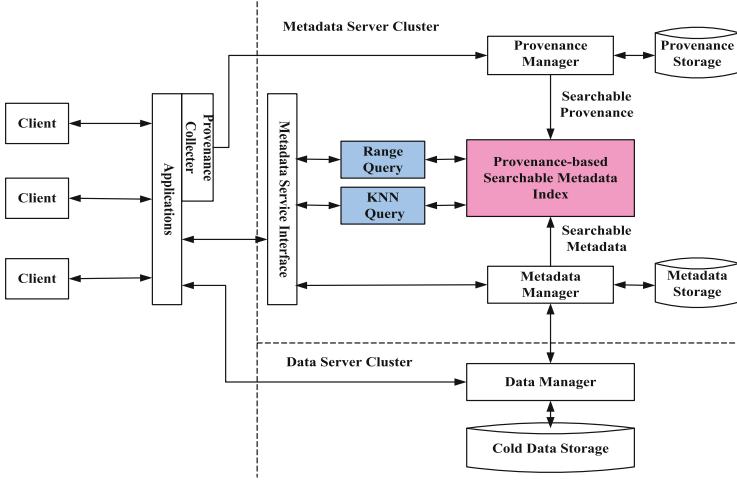 Metadata Server Cluster
Provenance
Manager
Provenance
Storage
Searchable
Provenance
Client
Client
Client
Applications
Provenance
Collecter
Metadata Service Interface
Range
Query
KNN
Query
Provenance-based
Searchable Metadata
Index
Searchable
Metadata
Metadata
Manager
Metadata
Storage
Data Server Cluster
Data Manager
Cold Data Storage